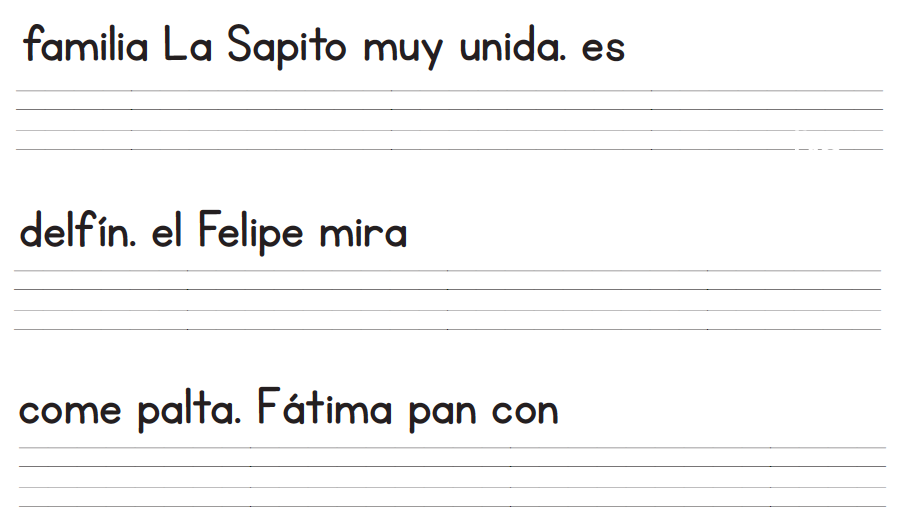 familia La Sapito muy unida. es
delfín. el Felipe mira
come palta. Fátima pan con